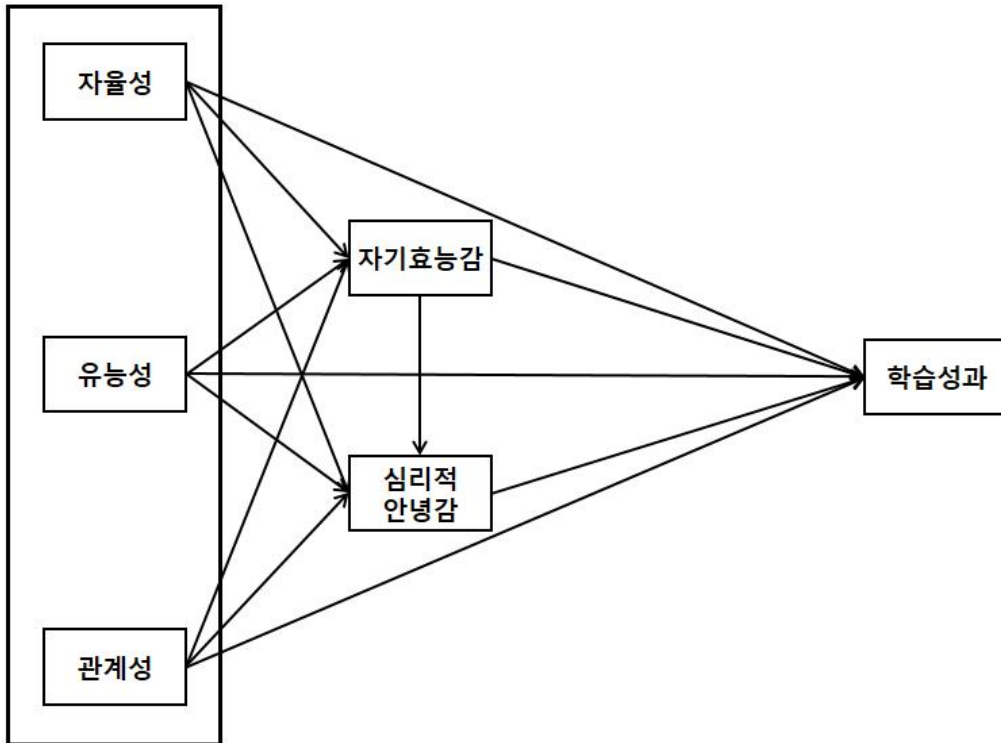 자율성
자기효능감
유능성
학습성과
심리적
안녕감
관계성